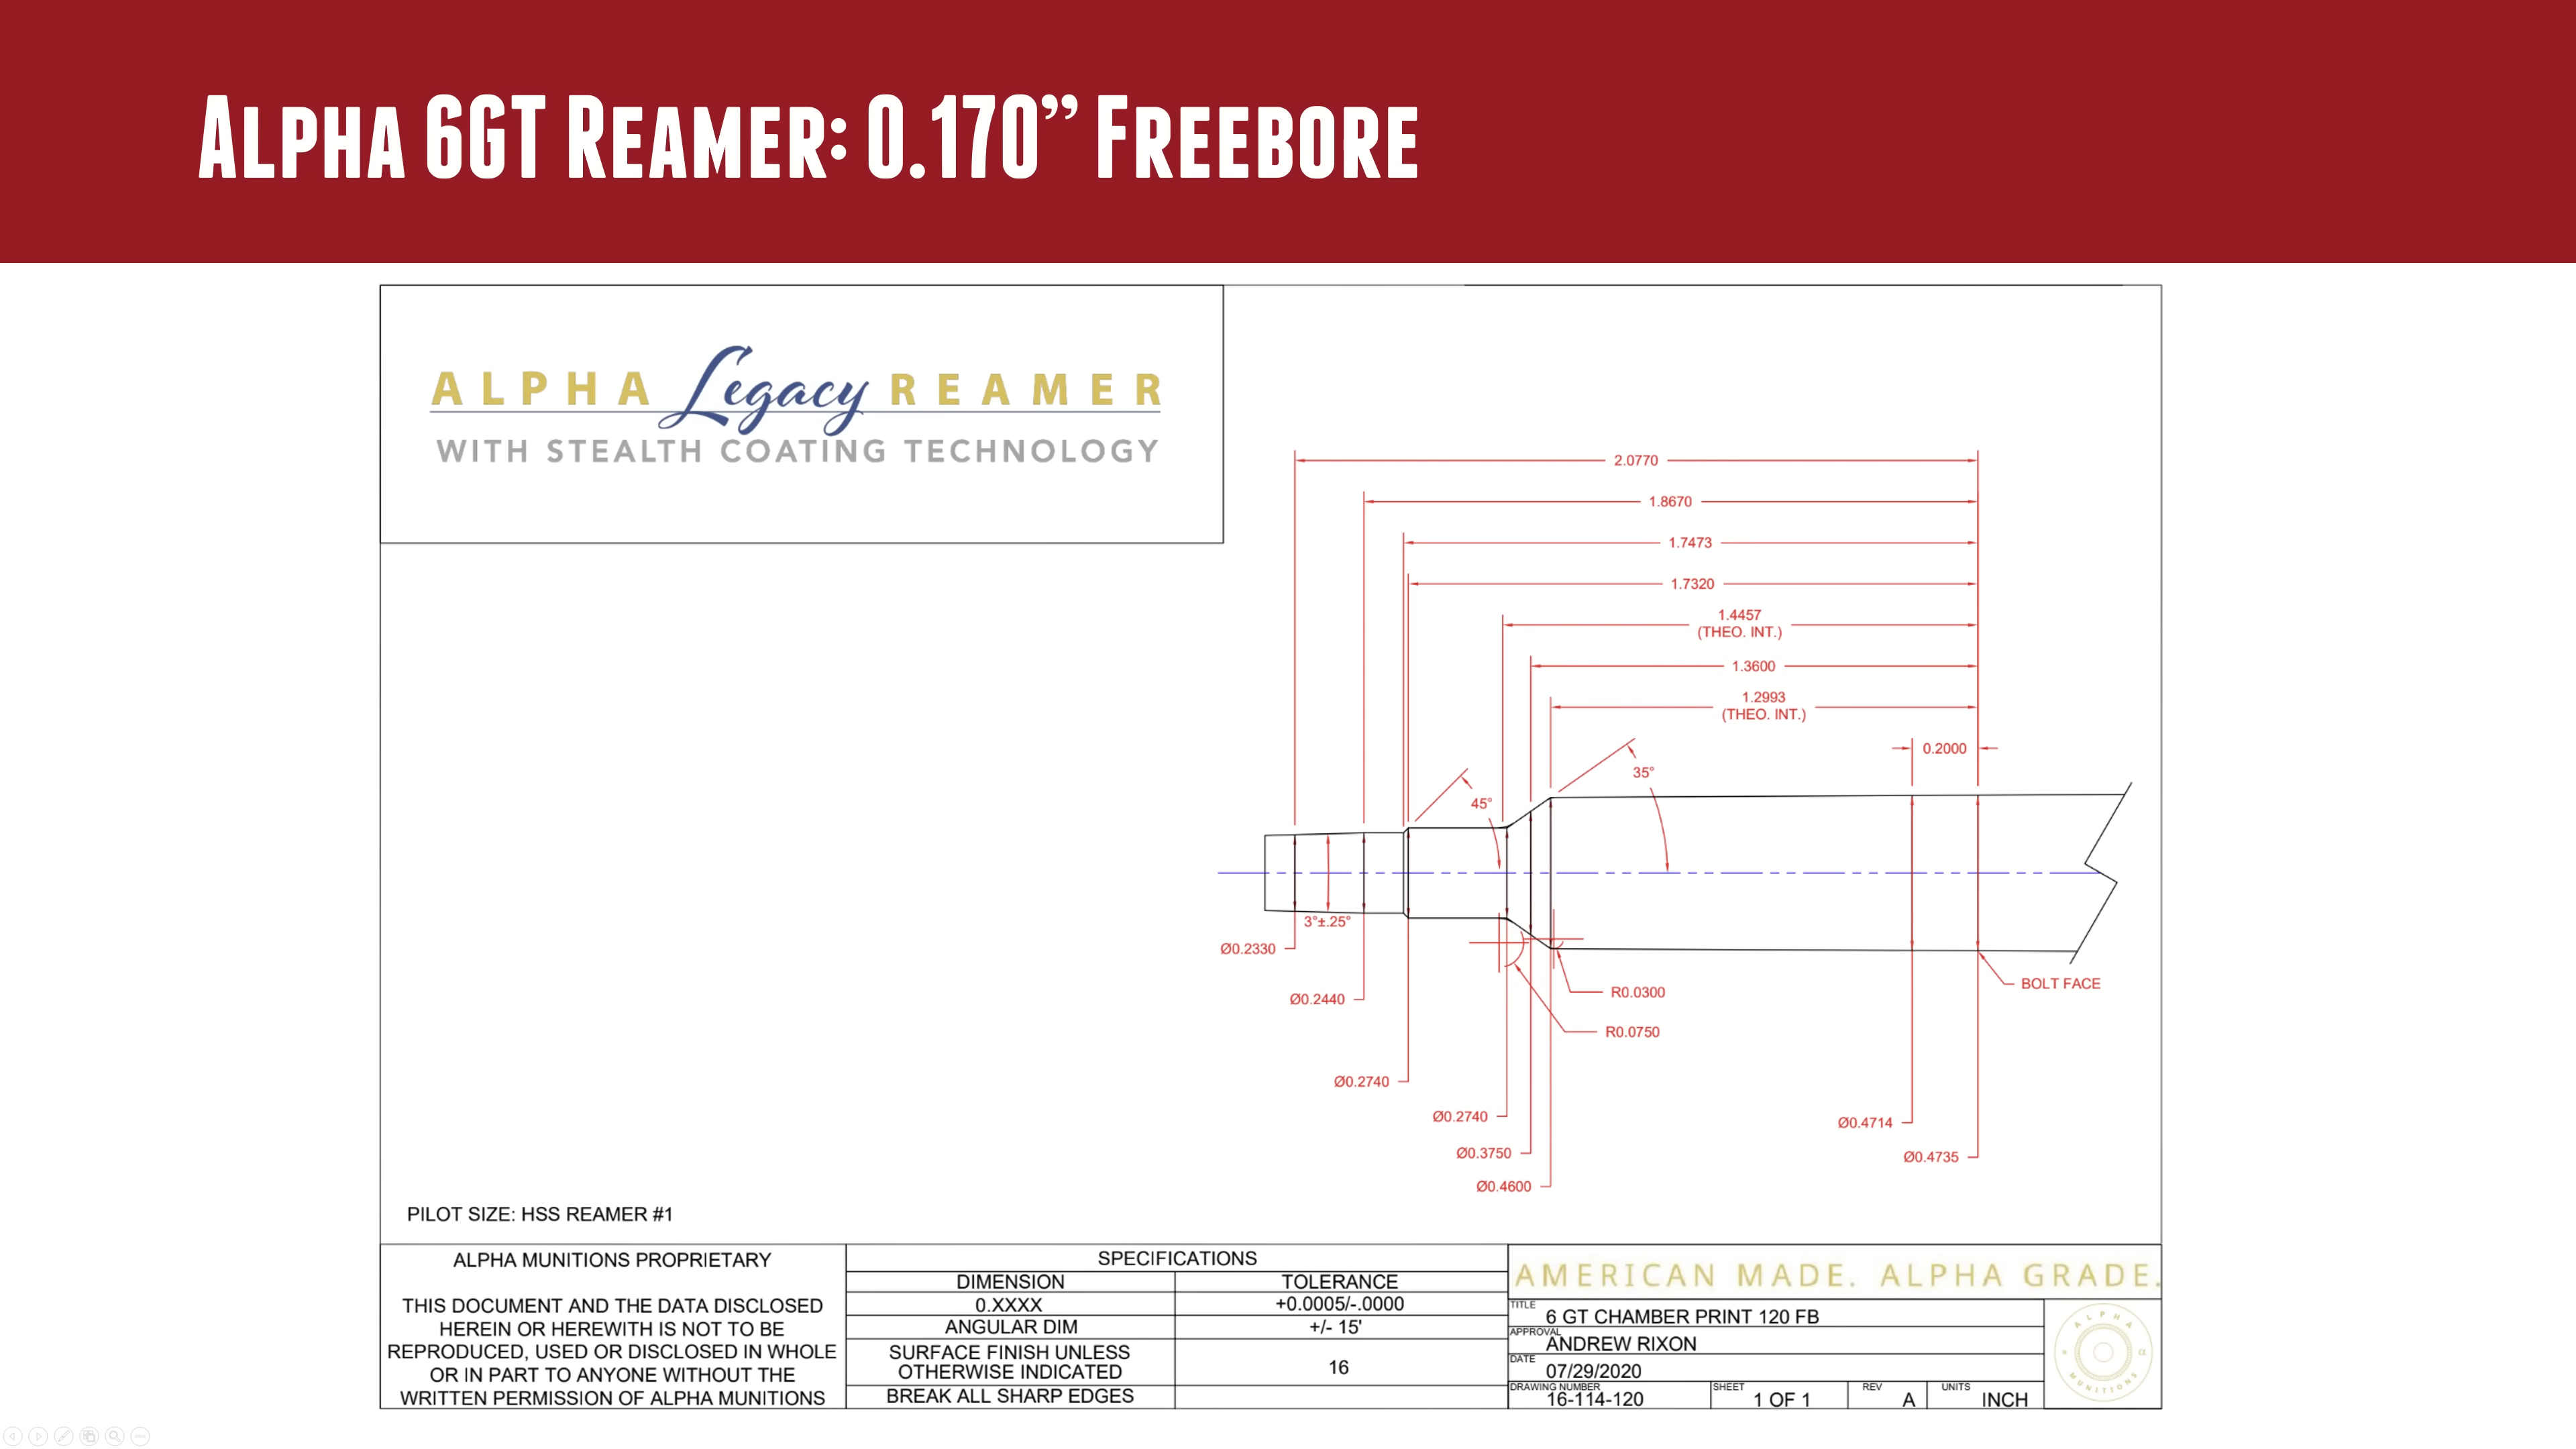 ALPHA 6GT REAMER: 0.170” FREEBORE
ALPHA Legacy REAMER
WITH STEALTH COATING TECHNOLOGY
2.0770
1.8670
1.7473
1.7320
1.4457
(THEO. INT.)
1.3600
1.2993
(THEO. INT.)
0.2000
35°
45°
3°±.25°
Ø0.2330
Ø0.2440
BOLT FACE
R0.0300
R0.0750
Ø0.2740
Ø0.2740
Ø0.4714
Ø0.3750
Ø0.4735
Ø0.4600
PILOT SIZE: HSS REAMER #1
ALPHA MUNITIONS PROPRIETARY
THIS DOCUMENT AND THE DATA DISCLOSED
HEREIN OR HEREWITH IS NOT TO BE
REPRODUCED, USED OR DISCLOSED IN WHOLE
OR IN PART TO ANYONE WITHOUT THE
WRITTEN PERMISSION OF ALPHA MUNITIONS
SPECIFICATIONS
DIMENSION TOLERANCE
0.XXXX +0.0005/-.0000
ANGULAR DIM +/- 15'
SURFACE FINISH UNLESS
OTHERWISE INDICATED 16
BREAK ALL SHARP EDGES
AMERICAN MADE. ALPHA GRADE.
TITLE 6 GT CHAMBER PRINT 120 FB
APPROVAL ANDREW RIXON
DATE 07/29/2020
DRAWING NUMBER 16-114-120
SHEET 1 OF 1
REV A
UNITS INCH
ALPHA
MUNITIONS